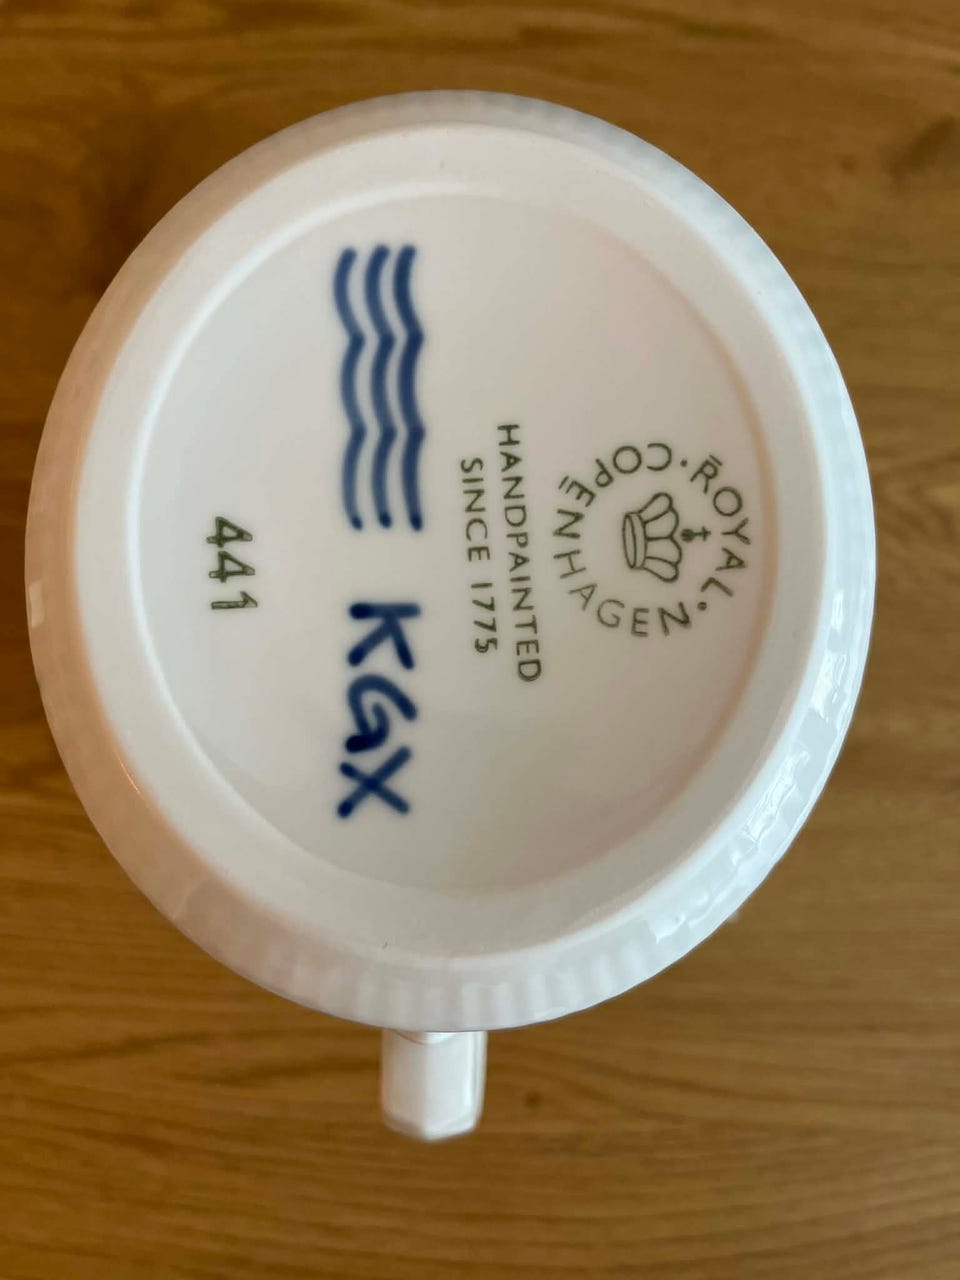 ROYAL
COPENHAGEN
HANDPAINTED
SINCE 1775
KGX
441